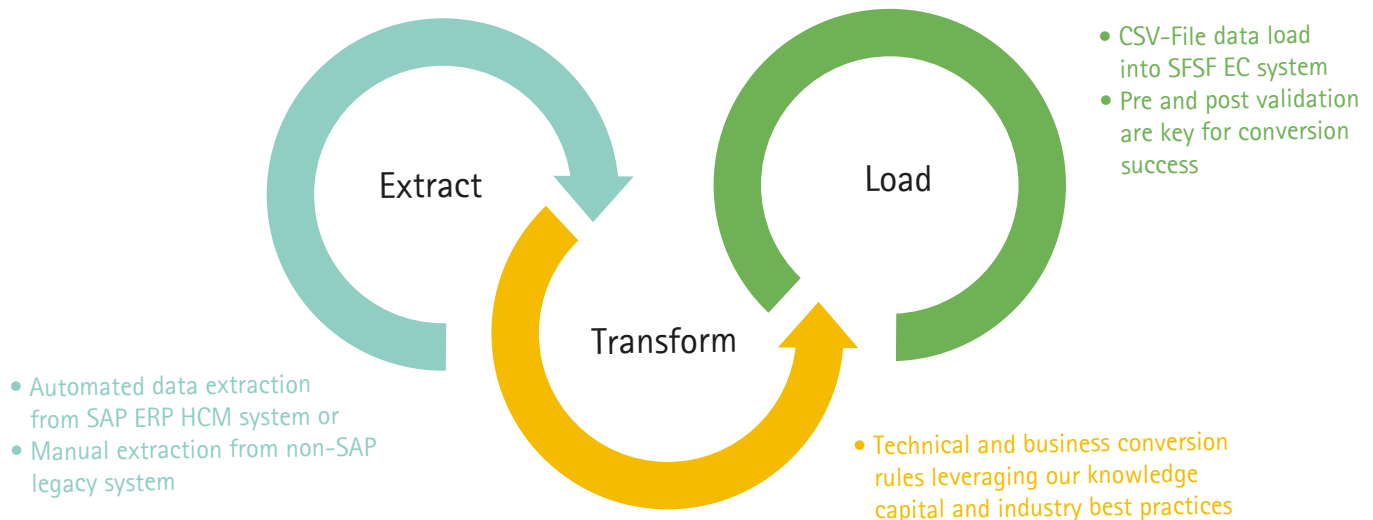 Extract
• Automated data extraction
from SAP ERP HCM system or
• Manual extraction from non-SAP
legacy system
Transform
• Technical and business conversion
rules leveraging our knowledge
capital and industry best practices
Load
• CSV-File data load
into SFSF EC system
• Pre and post validation
are key for conversion
success